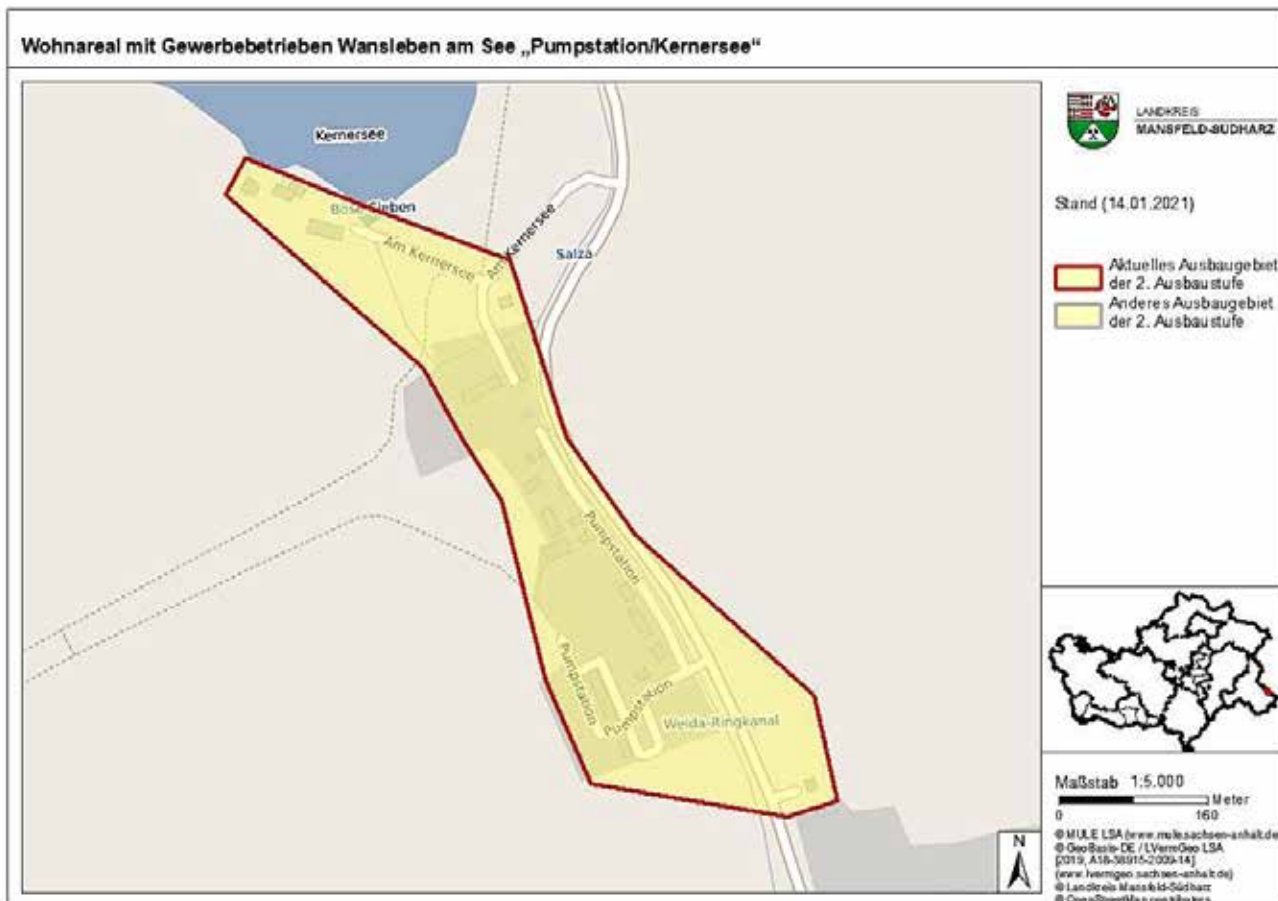 Wohnareal mit Gewerbebetrieben Wansleben am See „Pumpstation/Kernersee“
Kernersee
Böse Sieben
Am Kernersee
Am Kernersee
Salza
Pumpstation
Pumpstation
Pumpstation
Weida-Ringkanal
N
LANDKREIS
MANSFELD-SÜDHARZ
Stand (14.01.2021)
Aktuelles Ausbaugebiet
der 2. Ausbaustufe
Anderes Ausbaugebiet
der 2. Ausbaustufe
Maßstab 1:5.000
Meter
0 160
© MULE LSA (www.mule.sachsen-anhalt.de
© GeoBasis-DE / LVermGeo LSA
[2019, A18-38915-2009-14]
(www.lvermgeo.sachsen-anhalt.de)
© Landkreis Mansfeld-Südharz
© OpenStreetMap contributors